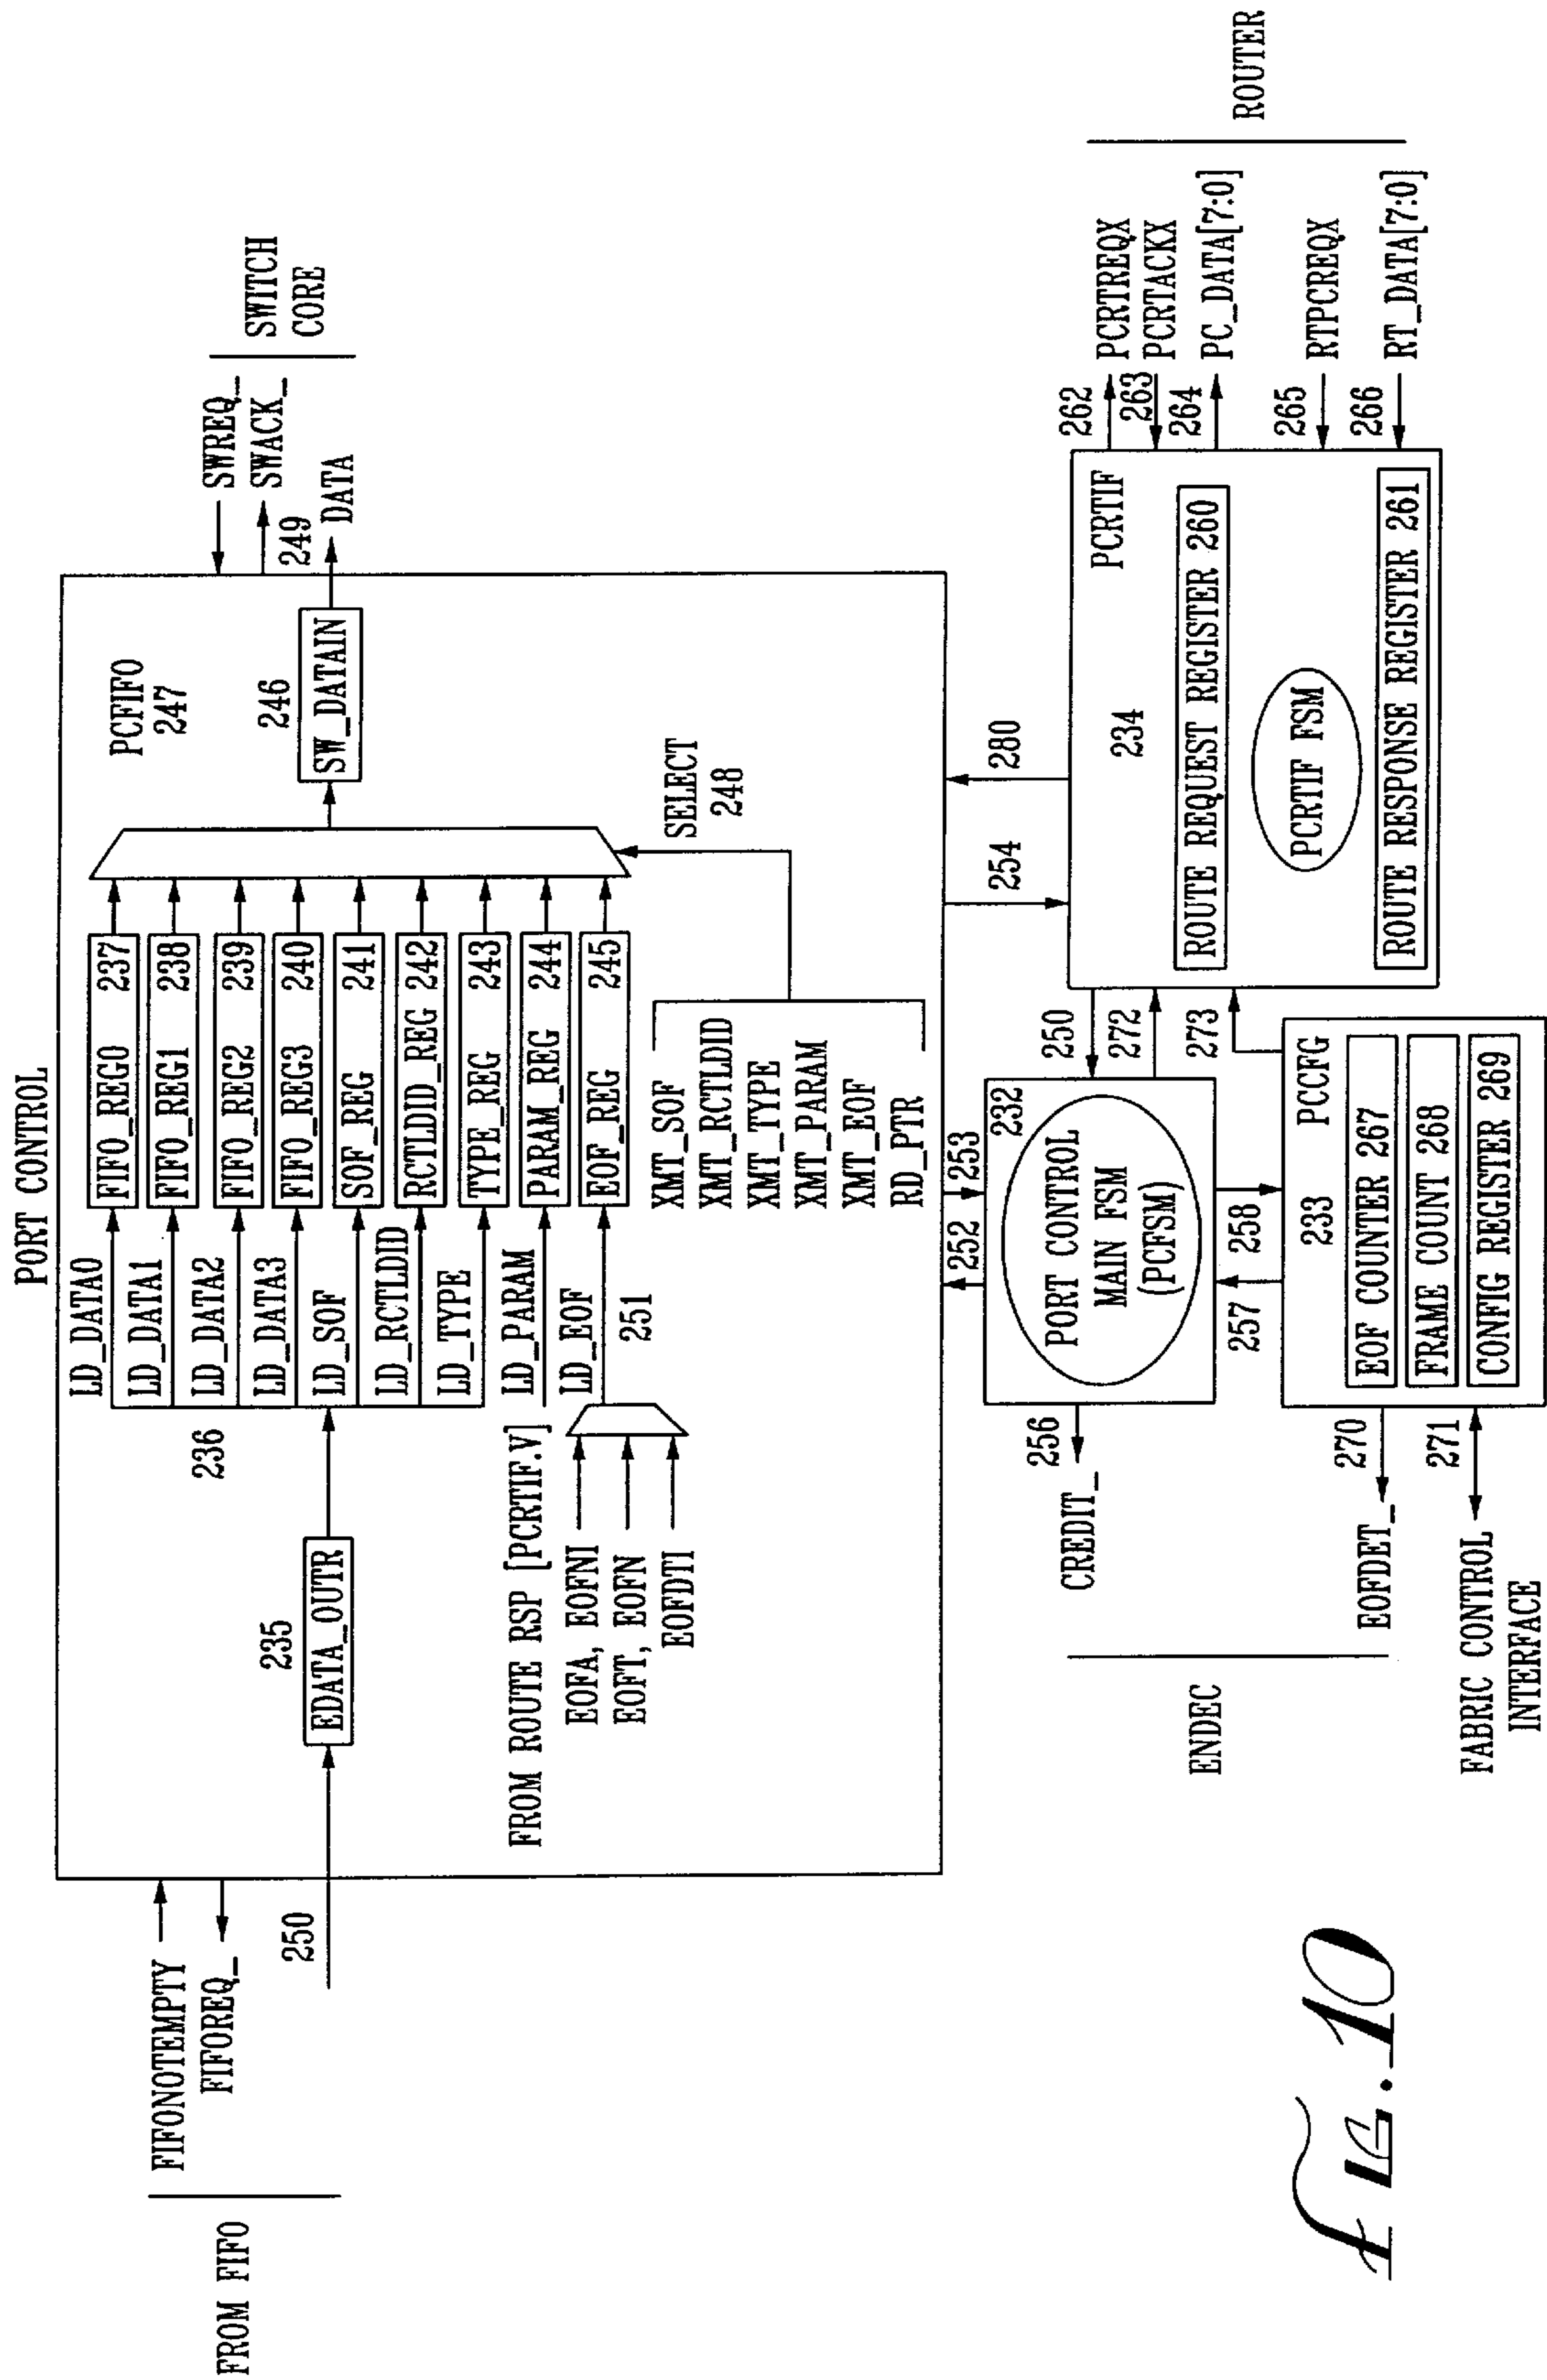 PORT CONTROL
FROM FIFO
FIFONOTEMPTY
FIFOREQ_
250
235
EDATA_OUTR
236
LD_DATA0
LD_DATA1
LD_DATA2
LD_DATA3
LD_SOF
LD_RCTLDID
LD_TYPE
LD_PARAM
LD_EOF
251
FROM ROUTE RSP [PCRTIF.V]
EOFA, EOFNI
EOFT, EOFN
EOFDTI
FIFO_REG0 237
FIFO_REG1 238
FIFO_REG2 239
FIFO_REG3 240
SOF_REG 241
RCTLDID_REG 242
TYPE_REG 243
PARAM_REG 244
EOF_REG 245
XMT_SOF
XMT_RCTLDID
XMT_TYPE
XMT_PARAM
XMT_EOF
RD_PTR
SELECT
248
PCFIFO
247
246
SW_DATAIN
249
DATA
SWREQ_
SWACK_
SWITCH
CORE
252
253
254
280
232
PORT CONTROL
MAIN FSM
(PCFSM)
256
CREDIT_
250
272
273
257
258
PCCFG
233
EOF COUNTER 267
FRAME COUNT 268
CONFIG REGISTER 269
270
EOFDET_
271
FABRIC CONTROL
INTERFACE
ENDEC
PCRTIF
234
ROUTE REQUEST REGISTER 260
PCRTIF FSM
ROUTE RESPONSE REGISTER 261
262
PCRTREQX
263
PCRTACKX
264
PC_DATA[7:0]
265
RTPCREQX
266
RT_DATA[7:0]
ROUTER
FIG. 10